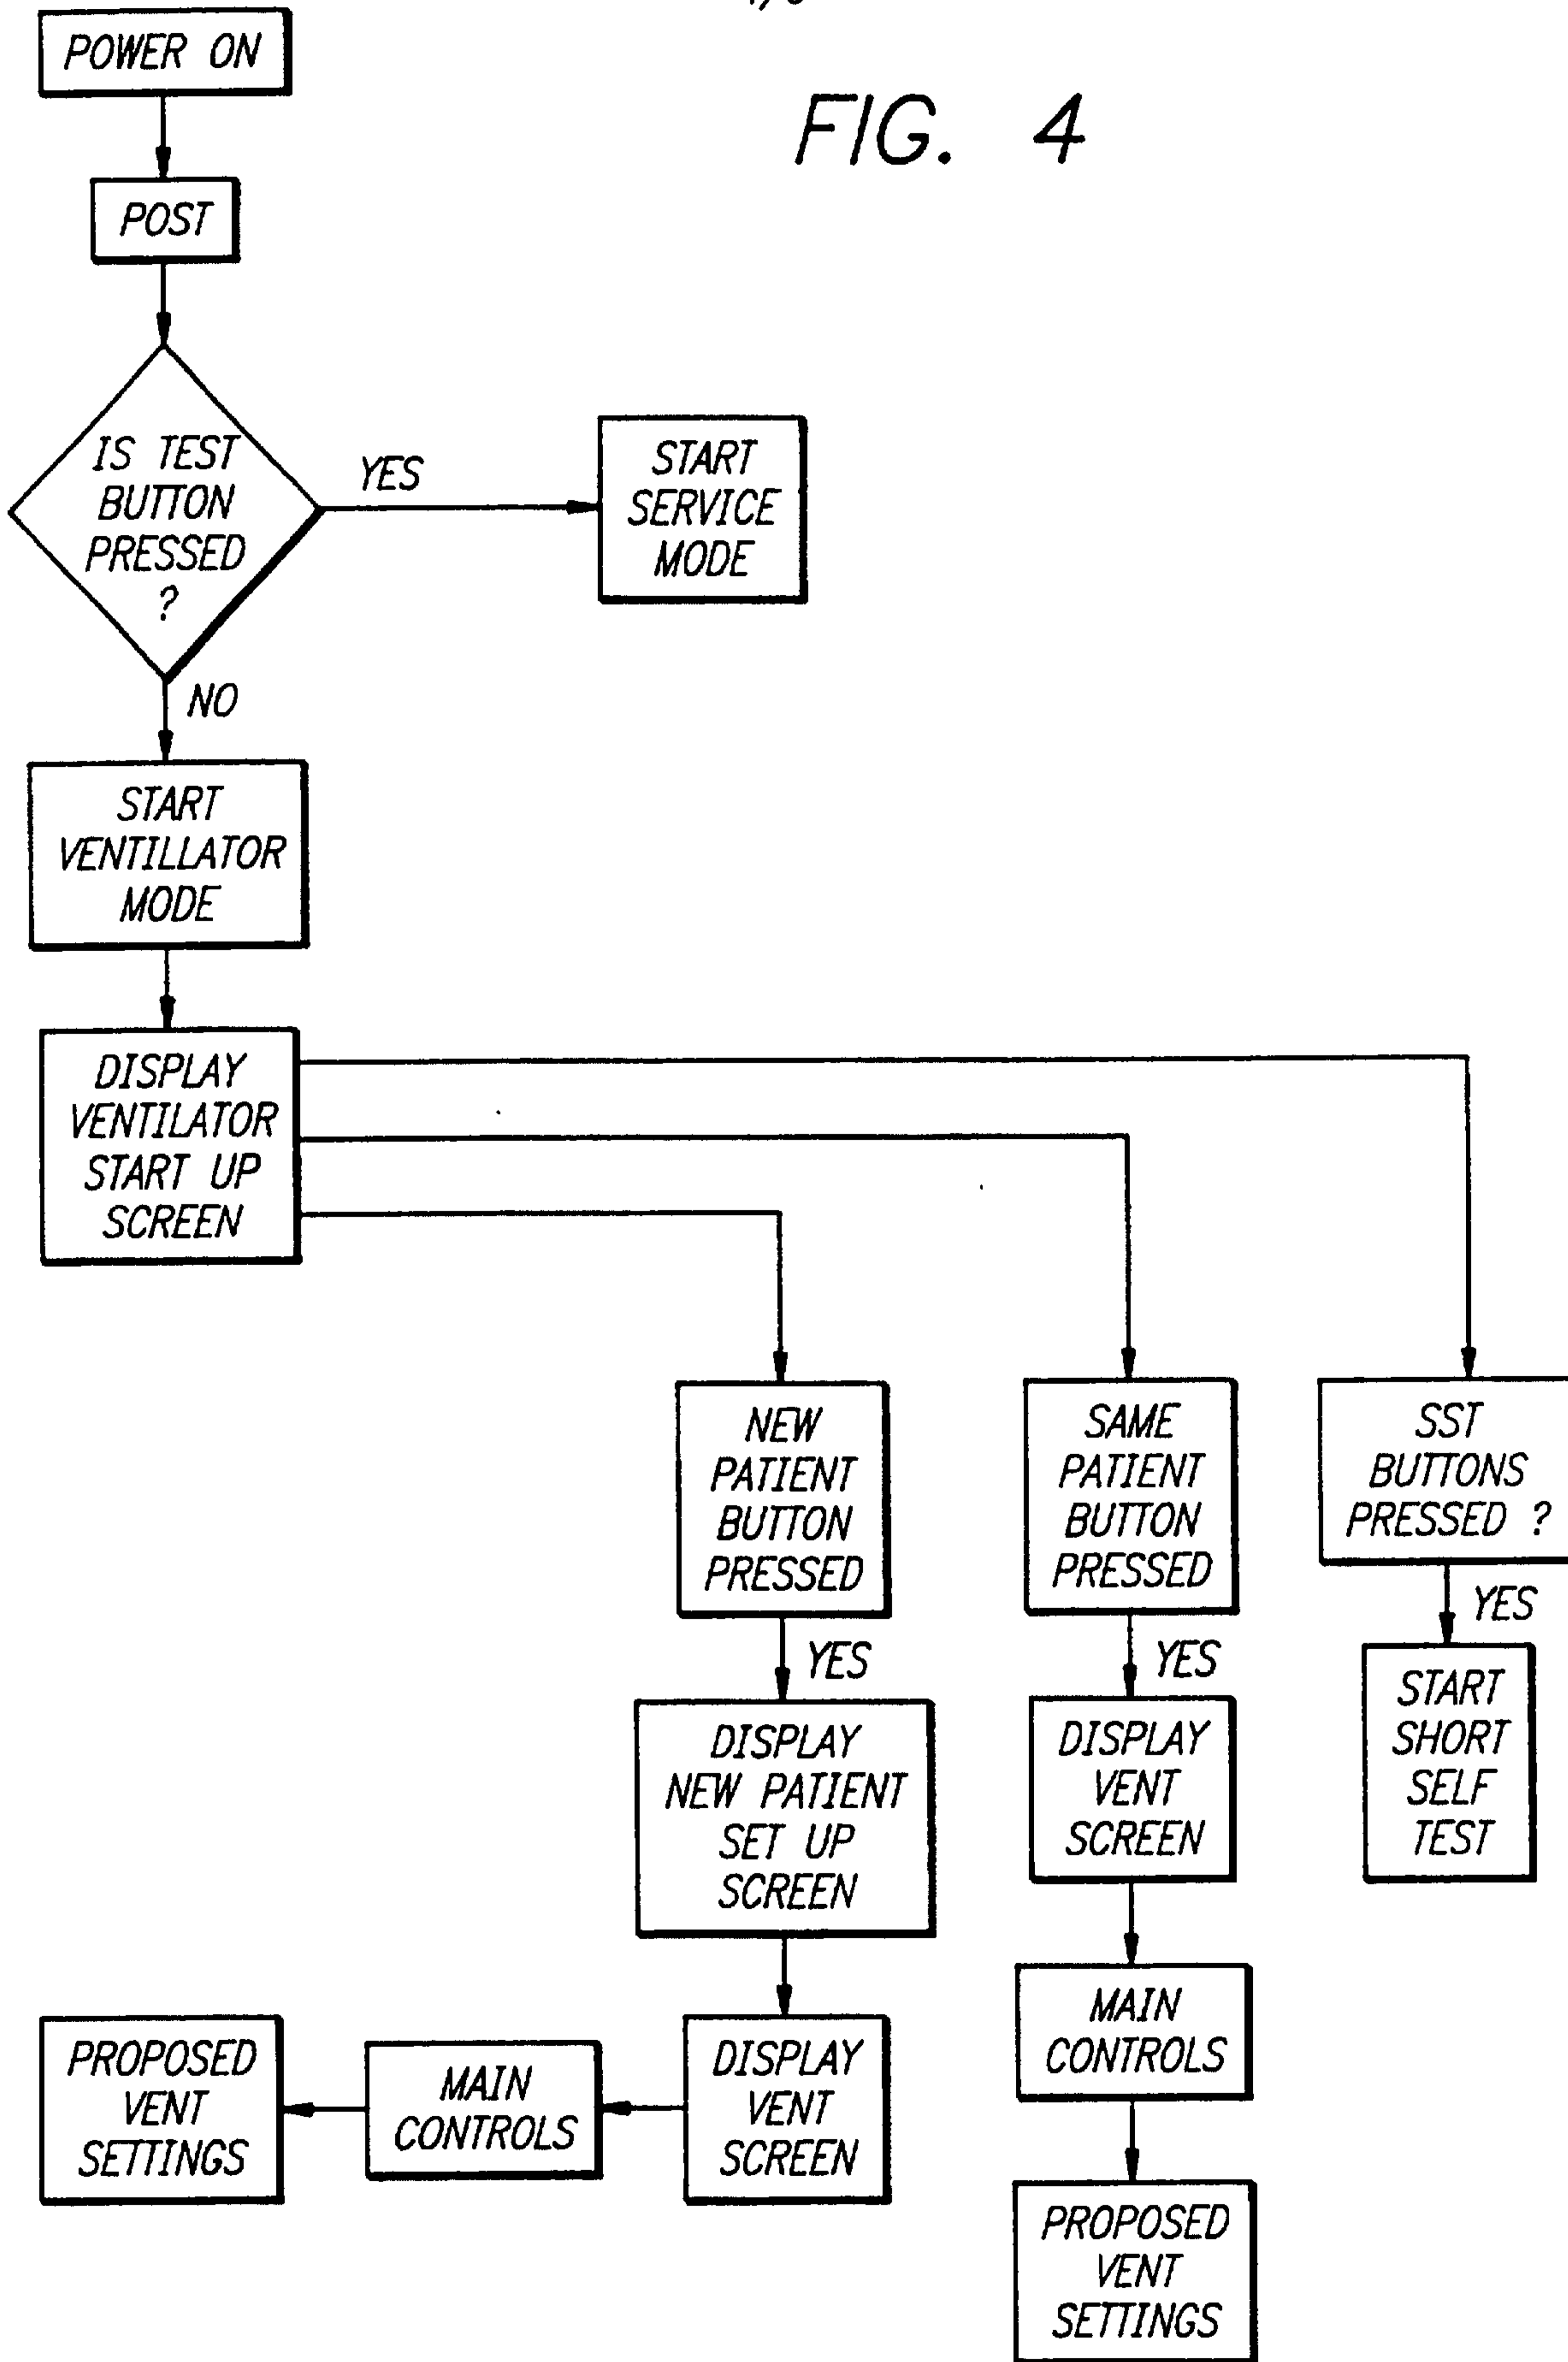 FIG. 4
POWER ON
POST
IS TEST
BUTTON
PRESSED
?
YES
START
SERVICE
MODE
NO
START
VENTILLATOR
MODE
DISPLAY
VENTILATOR
START UP
SCREEN
NEW
PATIENT
BUTTON
PRESSED
SAME
PATIENT
BUTTON
PRESSED
SST
BUTTONS
PRESSED ?
YES
YES
YES
DISPLAY
NEW PATIENT
SET UP
SCREEN
DISPLAY
VENT
SCREEN
START
SHORT
SELF
TEST
PROPOSED
VENT
SETTINGS
MAIN
CONTROLS
DISPLAY
VENT
SCREEN
MAIN
CONTROLS
PROPOSED
VENT
SETTINGS